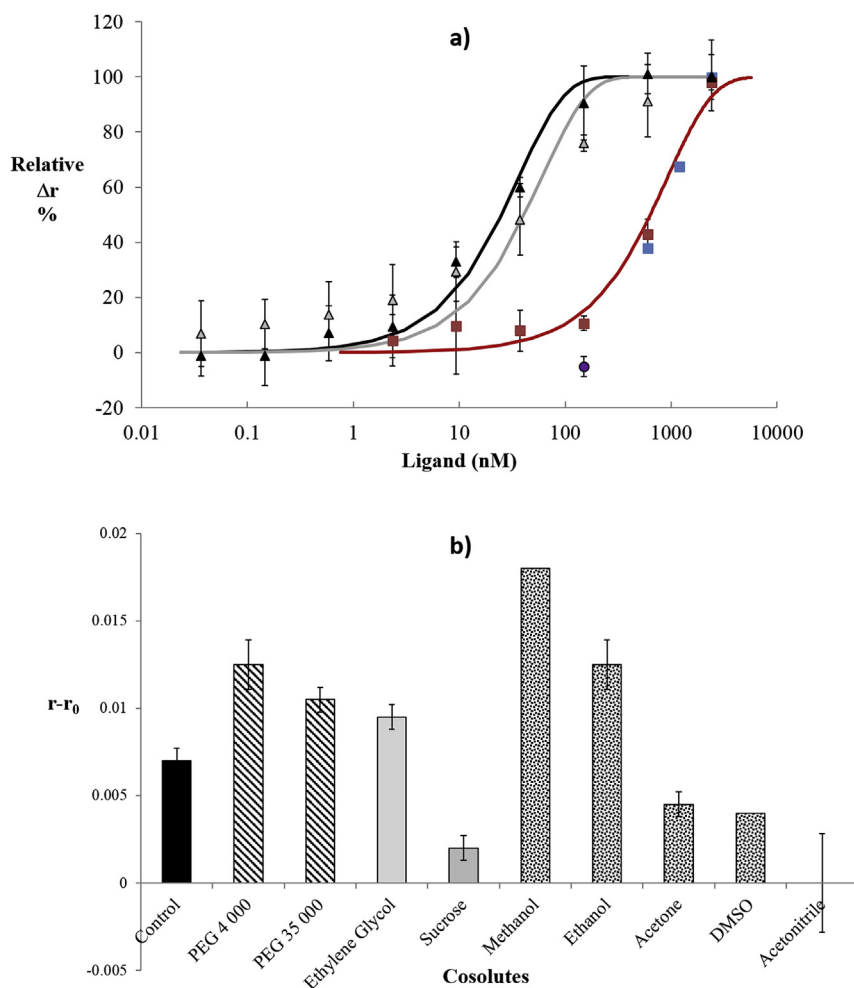 a)
120
100
80
60
40
20
0
-20
Relative
Δr
%
0.01 0.1 1 10 100 1000 10000
Ligand (nM)
b)
0.02
0.015
0.01
0.005
0
-0.005
r-r0
Control PEG 4 000 PEG 35 000 Ethylene Glycol Sucrose Methanol Ethanol Acetone DMSO Acetonitrile
Cosolutes